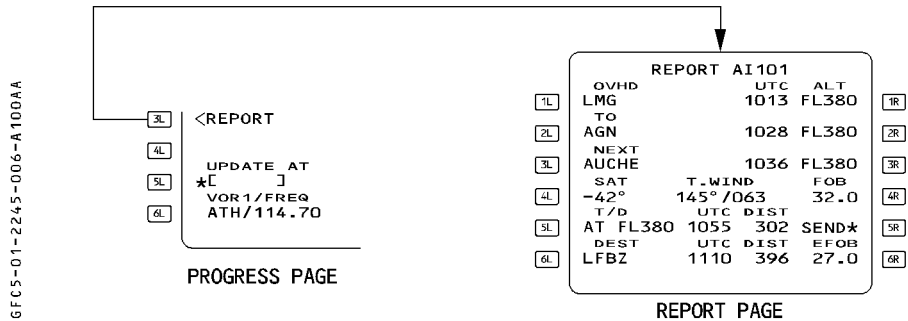 GFC5-01-2245-006-A100AA
3L <REPORT
4L
UPDATE AT
5L *[ ]
VOR1/FREQ
6L ATH/114.70
PROGRESS PAGE
REPORT AI101
OVHD UTC ALT
1L LMG 1013 FL380 1R
TO
2L AGN 1028 FL380 2R
NEXT
3L AUCHE 1036 FL380 3R
SAT T.WIND FOB
4L -42° 145°/063 32.0 4R
T/D UTC DIST
5L AT FL380 1055 302 SEND* 5R
DEST UTC DIST EFOB
6L LFBZ 1110 396 27.0 6R
REPORT PAGE